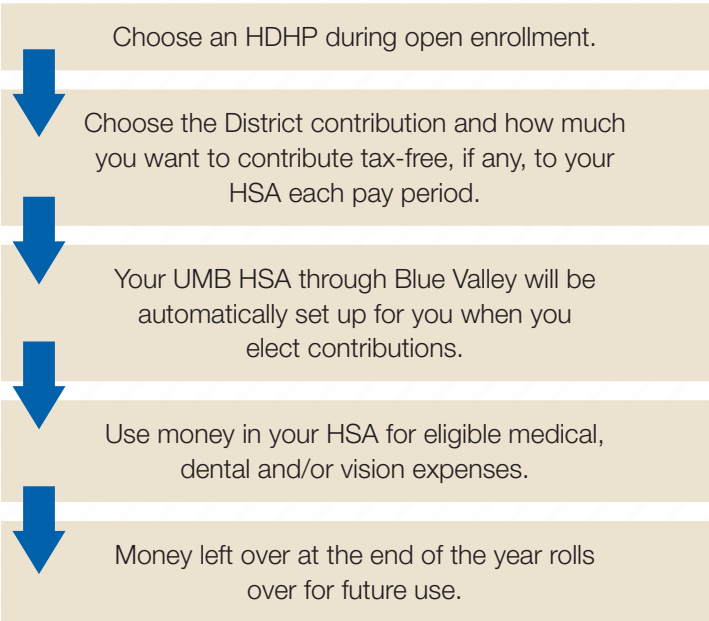 Choose an HDHP during open enrollment.
Choose the District contribution and how much
you want to contribute tax-free, if any, to your
HSA each pay period.
Your UMB HSA through Blue Valley will be
automatically set up for you when you
elect contributions.
Use money in your HSA for eligible medical,
dental and/or vision expenses.
Money left over at the end of the year rolls
over for future use.